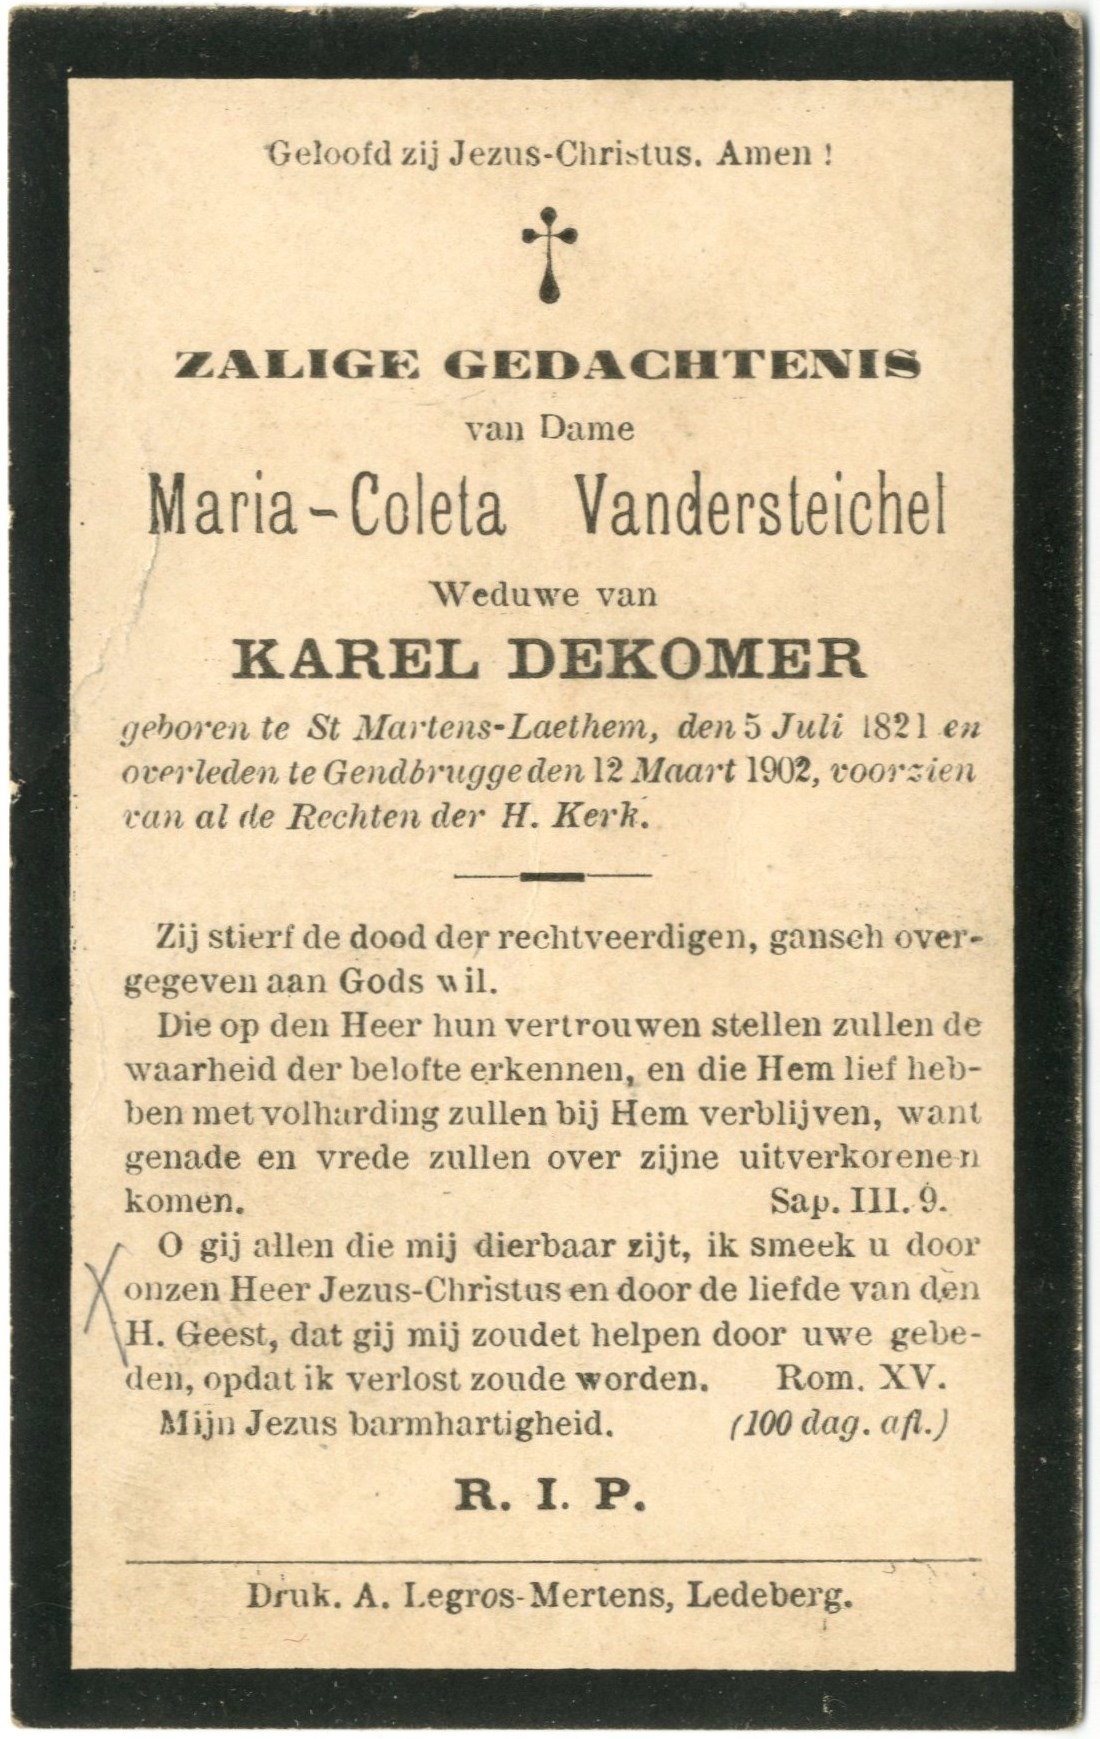 Geloofd zij Jezus-Christus. Amen !
ZALIGE GEDACHTENIS
van Dame
Maria-Coleta Vandersteichel
Weduwe van
KAREL DEKOMER
geboren te St Martens-Laethem, den 5 Juli 1821 en
overleden te Gendbrugge den 12 Maart 1902, voorzien
van al de Rechten der H. Kerk.
Zij stierf de dood der rechtveerdigen, gansch over-
gegeven aan Gods wil.
Die op den Heer hun vertrouwen stellen zullen de
waarheid der belofte erkennen, en die Hem lief heb-
ben met volharding zullen bij Hem verblijven, want
genade en vrede zullen over zijne uitverkorenen
komen. Sap. III. 9.
O gij allen die mij dierbaar zijt, ik smeek u door
onzen Heer Jezus-Christus en door de liefde van den
H. Geest, dat gij mij zoudet helpen door uwe gebe-
den, opdat ik verlost zoude worden. Rom. XV.
Mijn Jezus barmhartigheid. (100 dag. afl.)
R. I. P.
Druk. A. Legros-Mertens, Ledeberg.